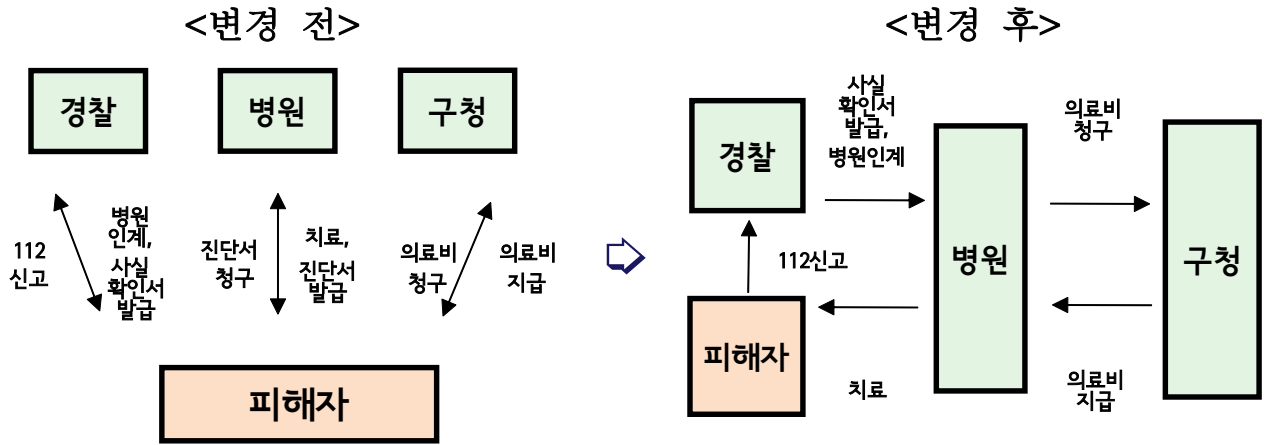 <변경 전>
경찰
병원
구청
112
신고
병원
인계,
사실
확인서
발급
진단서
청구
치료,
진단서
발급
의료비
청구
의료비
지급
피해자
<변경 후>
경찰
사실
확인서
발급,
병원인계
의료비
청구
112신고
병원
구청
피해자
치료
의료비
지급